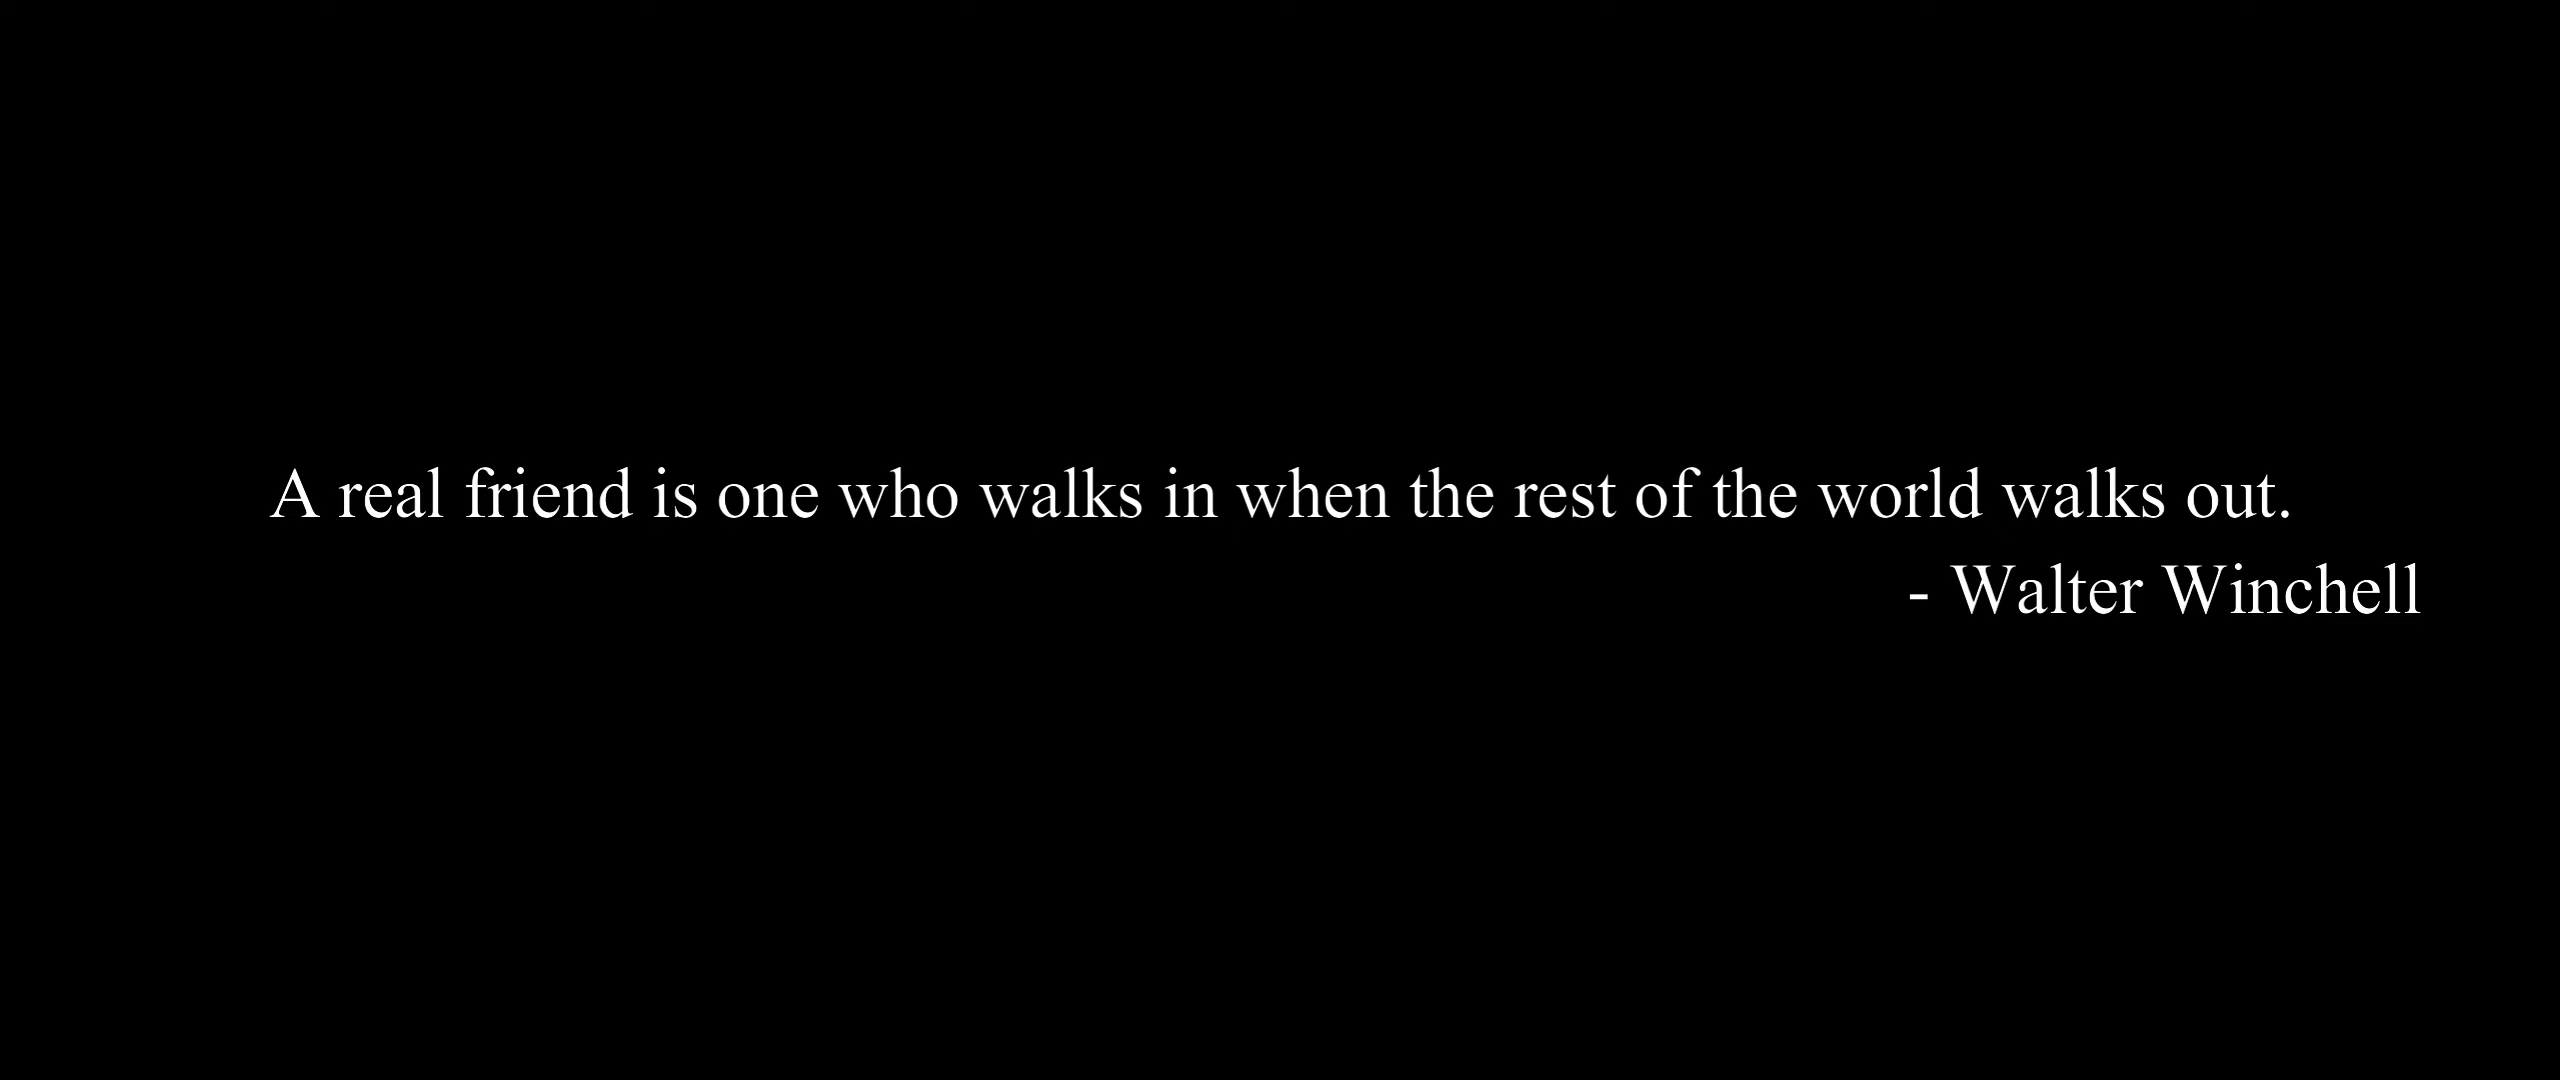 A real friend is one who walks in when the rest of the world walks out.
- Walter Winchell